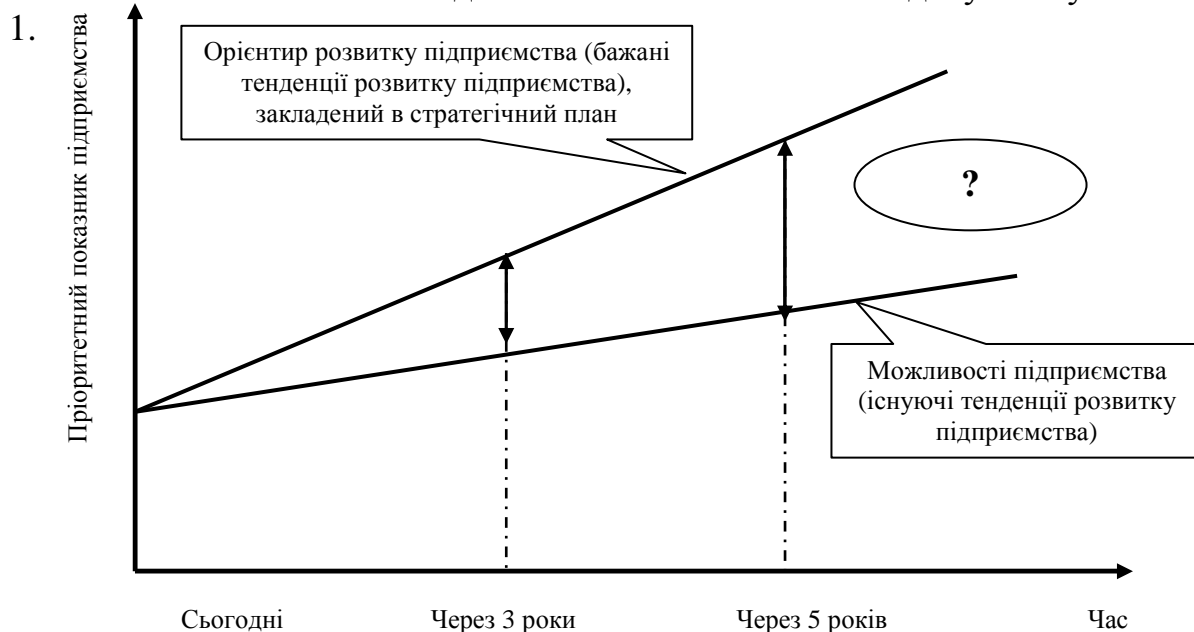 1.
Пріоритетний показник підприємства
Орієнтир розвитку підприємства (бажані
тенденції розвитку підприємства),
закладений в стратегічний план
?
Можливості підприємства
(існуючі тенденції розвитку
підприємства)
Сьогодні Через 3 роки Через 5 років Час